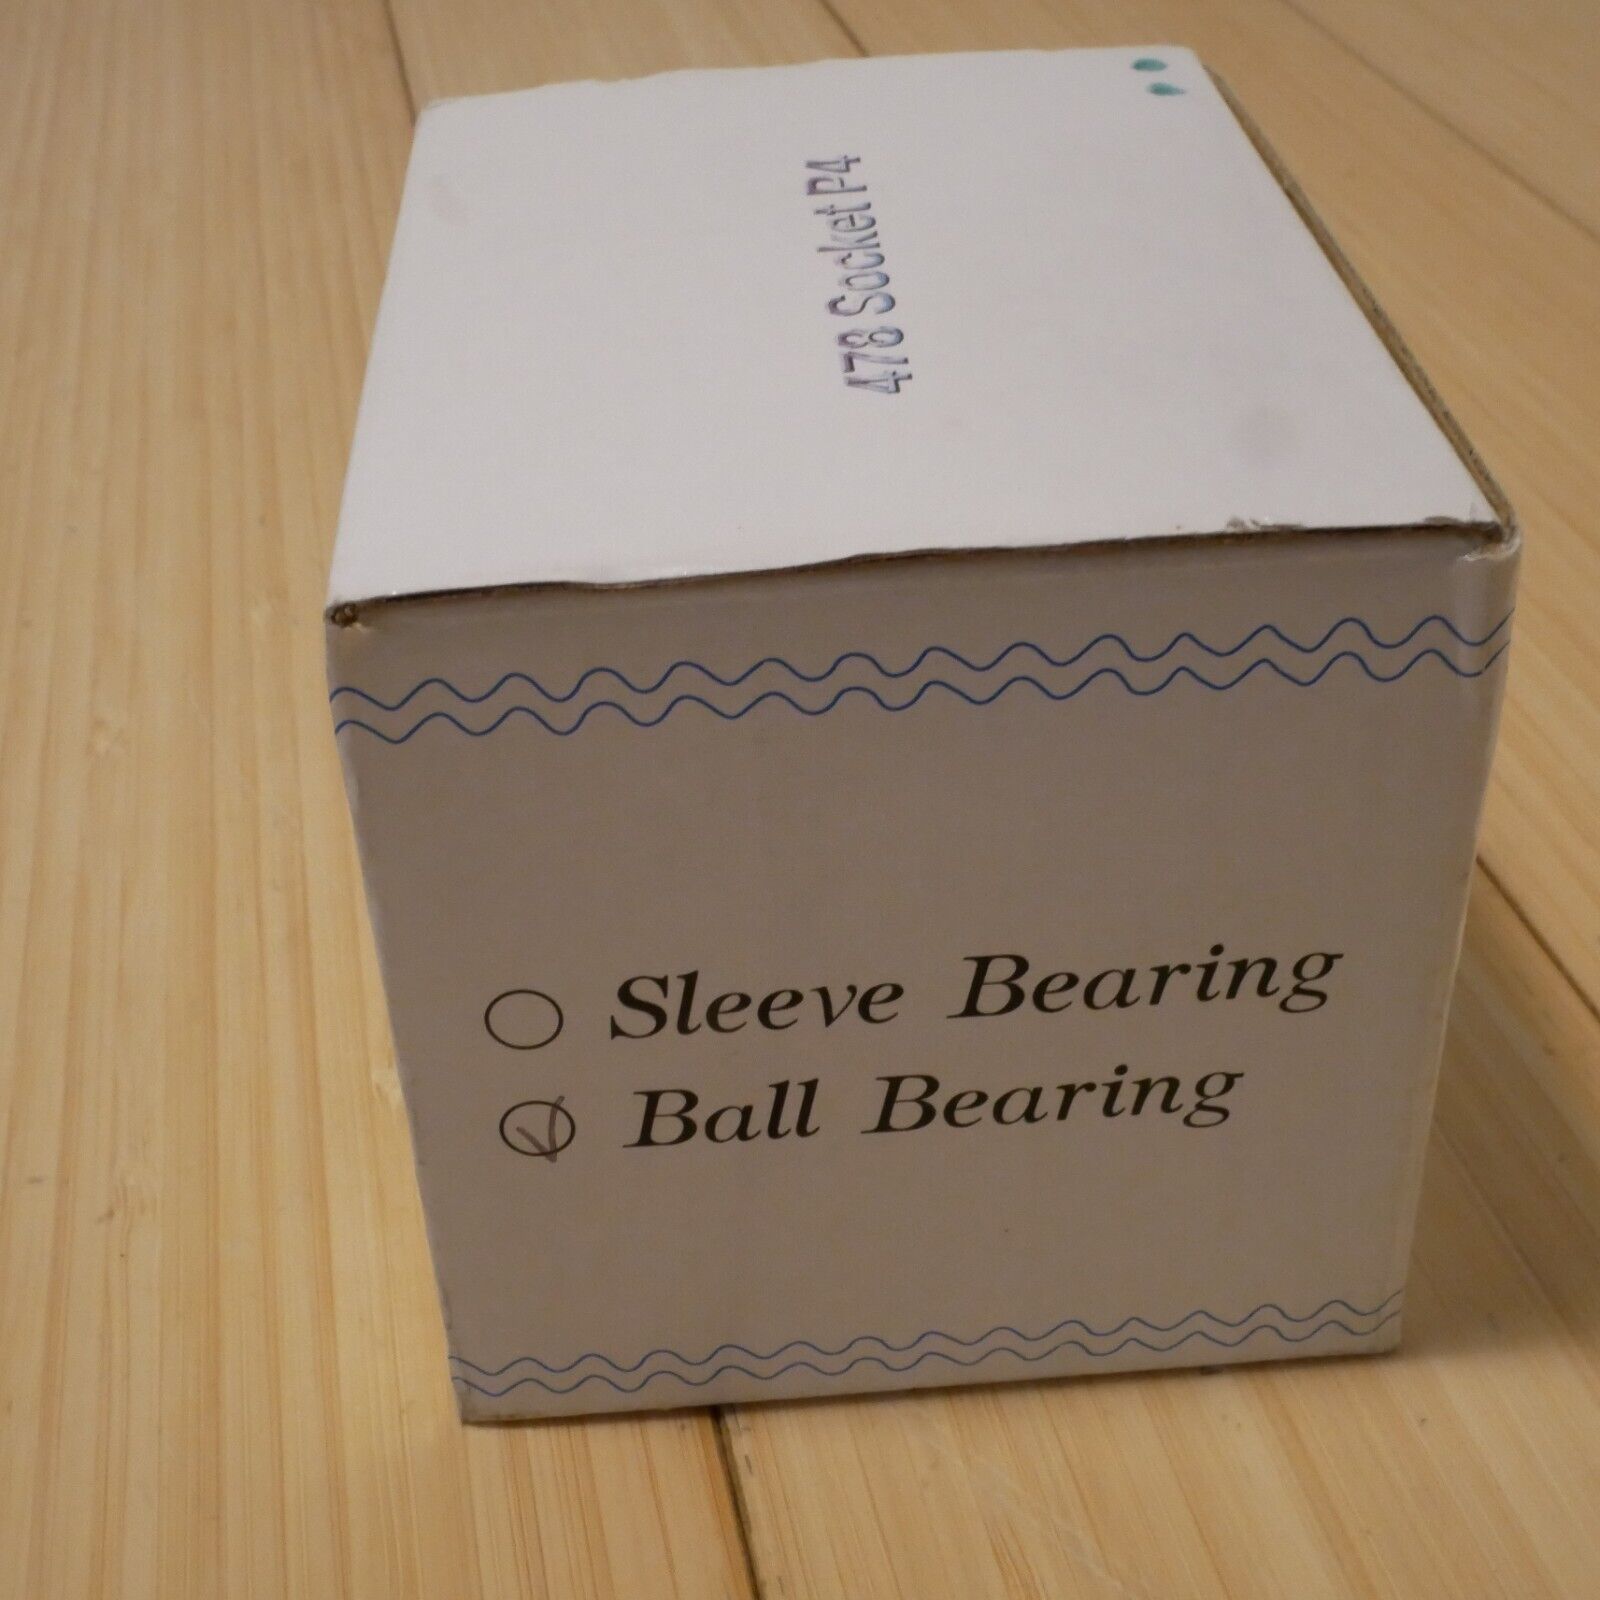 478 Socket P4
Sleeve Bearing
Ball Bearing